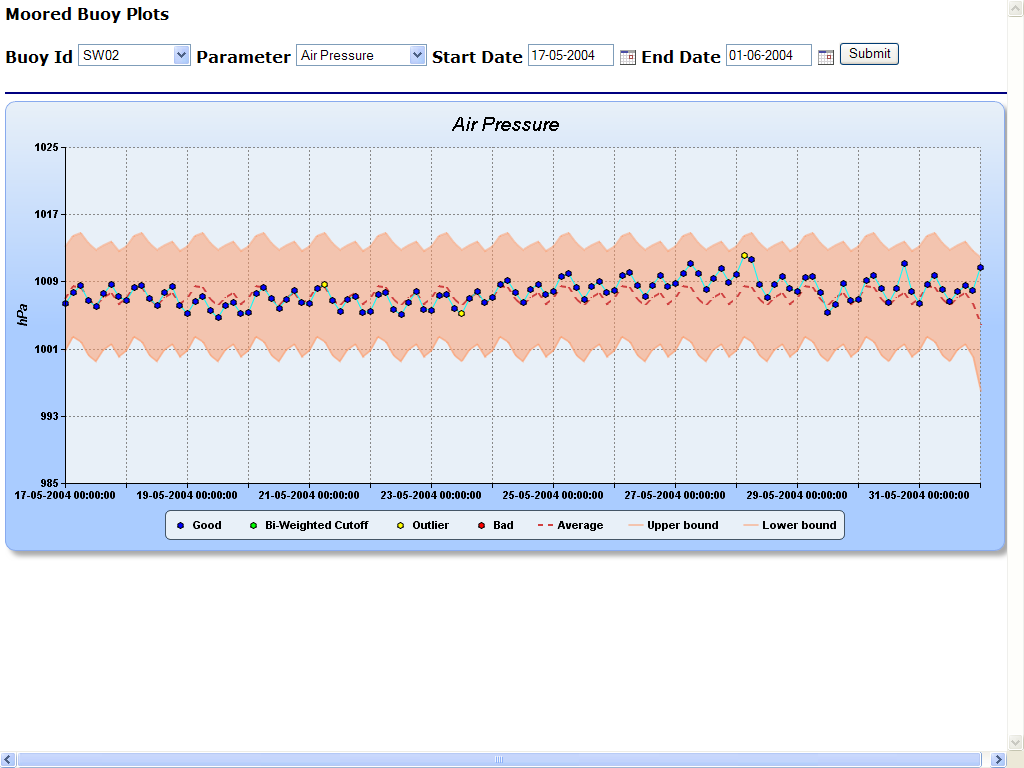 Moored Buoy Plots
Buoy Id SW02 Parameter Air Pressure Start Date 17-05-2004 End Date 01-06-2004 Submit
Air Pressure
1025
1017
1009
hPa
1001
993
985
17-05-2004 00:00:00 19-05-2004 00:00:00 21-05-2004 00:00:00 23-05-2004 00:00:00 25-05-2004 00:00:00 27-05-2004 00:00:00 29-05-2004 00:00:00 31-05-2004 00:00:00
Good Bi-Weighted Cutoff Outlier Bad Average Upper bound Lower bound